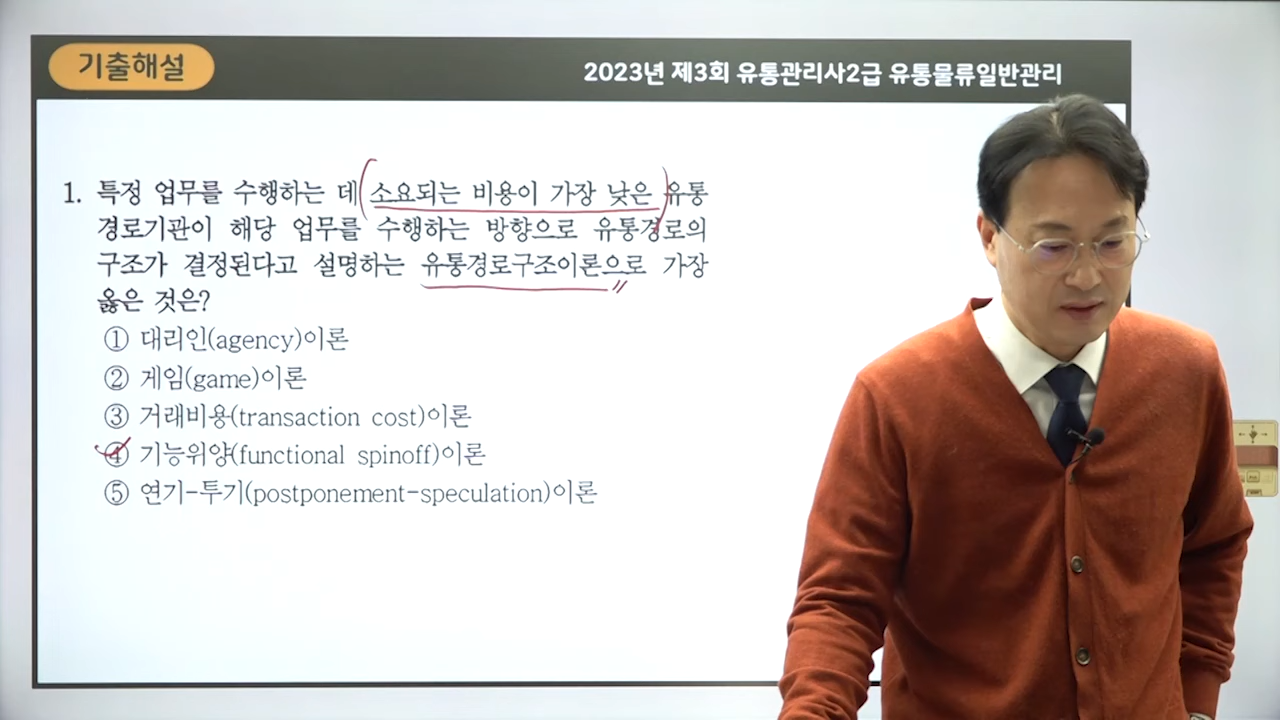 기출해설
2023년 제3회 유통관리사2급 유통물류일반관리
1. 특정 업무를 수행하는 데 소요되는 비용이 가장 낮은 유통
경로기관이 해당 업무를 수행하는 방향으로 유통경로의
구조가 결정된다고 설명하는 유통경로구조이론으로 가장
옳은 것은?
① 대리인(agency)이론
② 게임(game)이론
③ 거래비용(transaction cost)이론
④ 기능위양(functional spinoff)이론
⑤ 연기-투기(postponement-speculation)이론